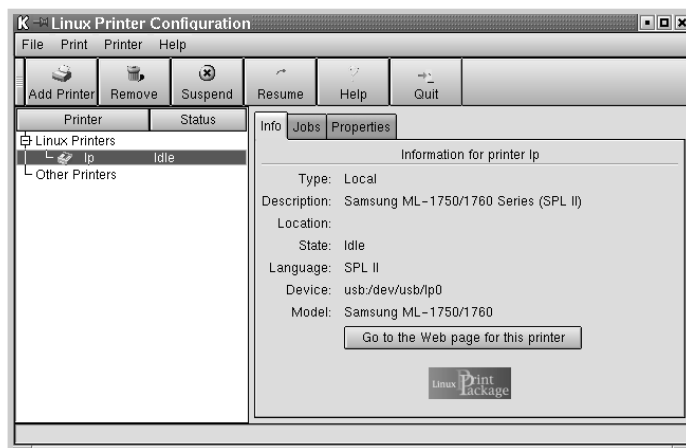 Linux Printer Configuration
File Print Printer Help
Add Printer Remove Suspend Resume Help Quit
Printer Status
Linux Printers
lp Idle
Other Printers
Info Jobs Properties
Information for printer lp
Type: Local
Description: Samsung ML-1750/1760 Series (SPL II)
Location:
State: Idle
Language: SPL II
Device: usb:/dev/usb/lp0
Model: Samsung ML-1750/1760
Go to the Web page for this printer
Linux Print Package